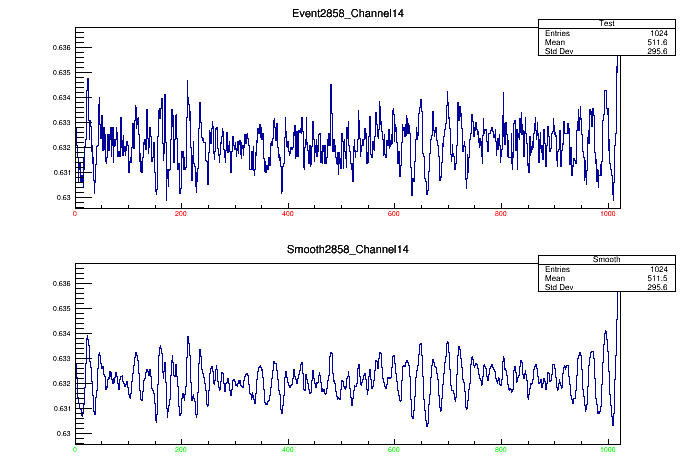 Event2858_Channel14
Test
Entries 1024
Mean 511.6
Std Dev 295.6
0.636
0.635
0.634
0.633
0.632
0.631
0.63
0 200 400 600 800 1000
Smooth2858_Channel14
Smooth
Entries 1024
Mean 511.5
Std Dev 295.6
0.636
0.635
0.634
0.633
0.632
0.631
0.63
0 200 400 600 800 1000